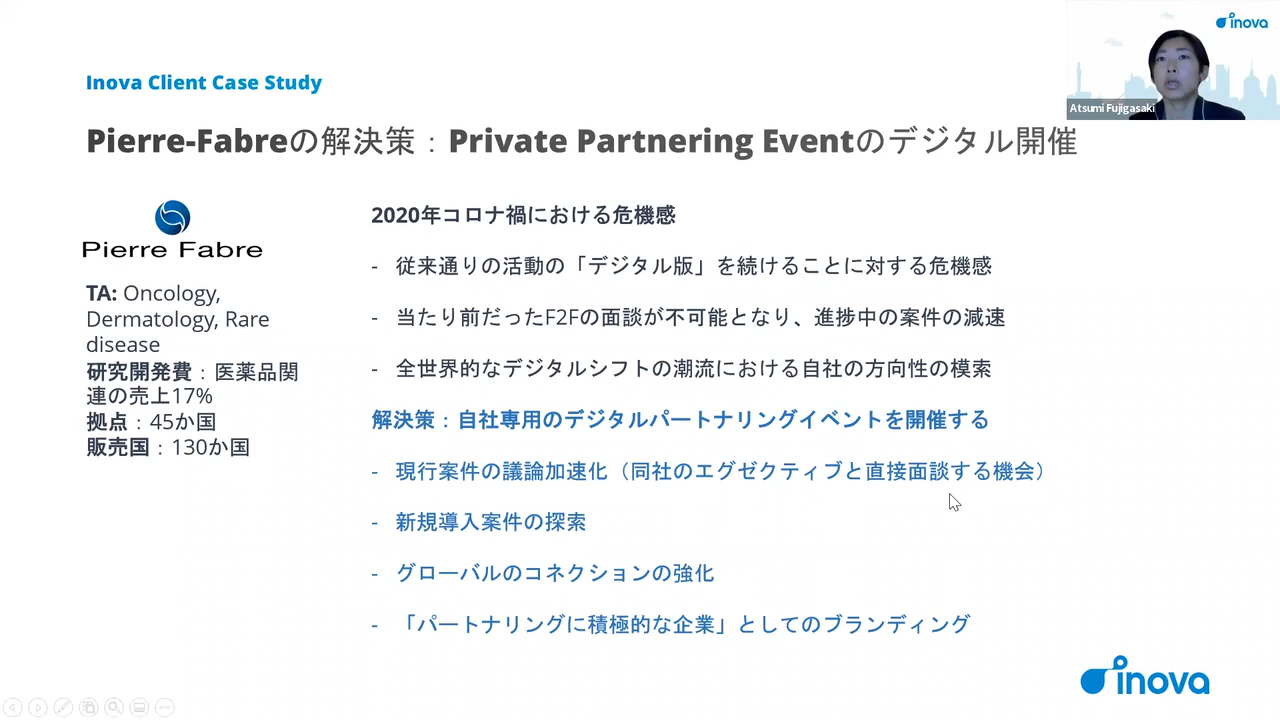 inova
Atsumi Fujigasaki
Inova Client Case Study
Pierre-Fabreの解決策：Private Partnering Eventのデジタル開催
Pierre Fabre
TA: Oncology,
Dermatology, Rare
disease
研究開発費：医薬品関
連の売上17%
拠点：45か国
販売国：130か国
2020年コロナ禍における危機感
- 従来通りの活動の「デジタル版」を続けることに対する危機感
- 当たり前だったF2Fの面談が不可能となり、進捗中の案件の減速
- 全世界的なデジタルシフトの潮流における自社の方向性の模索
解決策：自社専用のデジタルパートナリングイベントを開催する
- 現行案件の議論加速化（同社のエグゼクティブと直接面談する機会）
- 新規導入案件の探索
- グローバルのコネクションの強化
- 「パートナリングに積極的な企業」としてのブランディング
inova